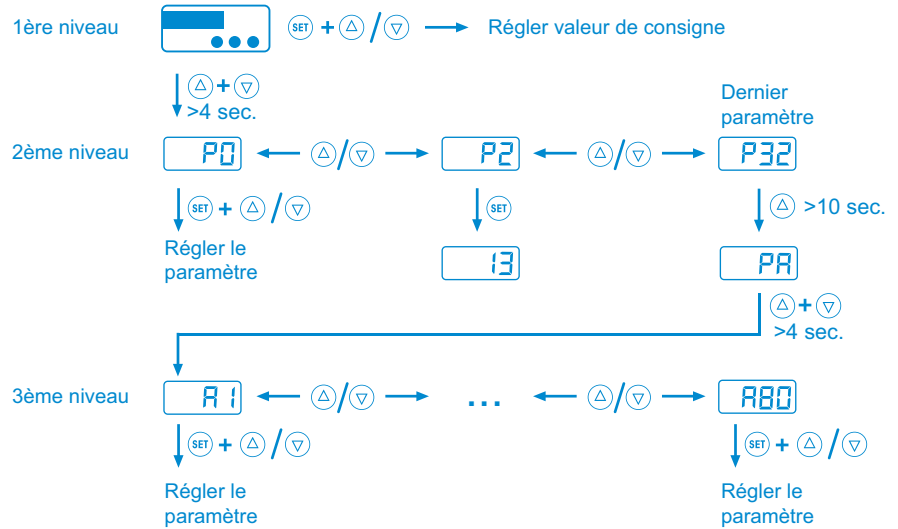 1ère niveau
SET + / Régler valeur de consigne
+
>4 sec.
Dernier
paramètre
2ème niveau
P0 / P2 / P32
SET + /
SET
>10 sec.
Régler le
paramètre
13
PA
+
>4 sec.
3ème niveau
A1 / ... / A80
SET + /
SET + /
Régler le
paramètre
Régler le
paramètre